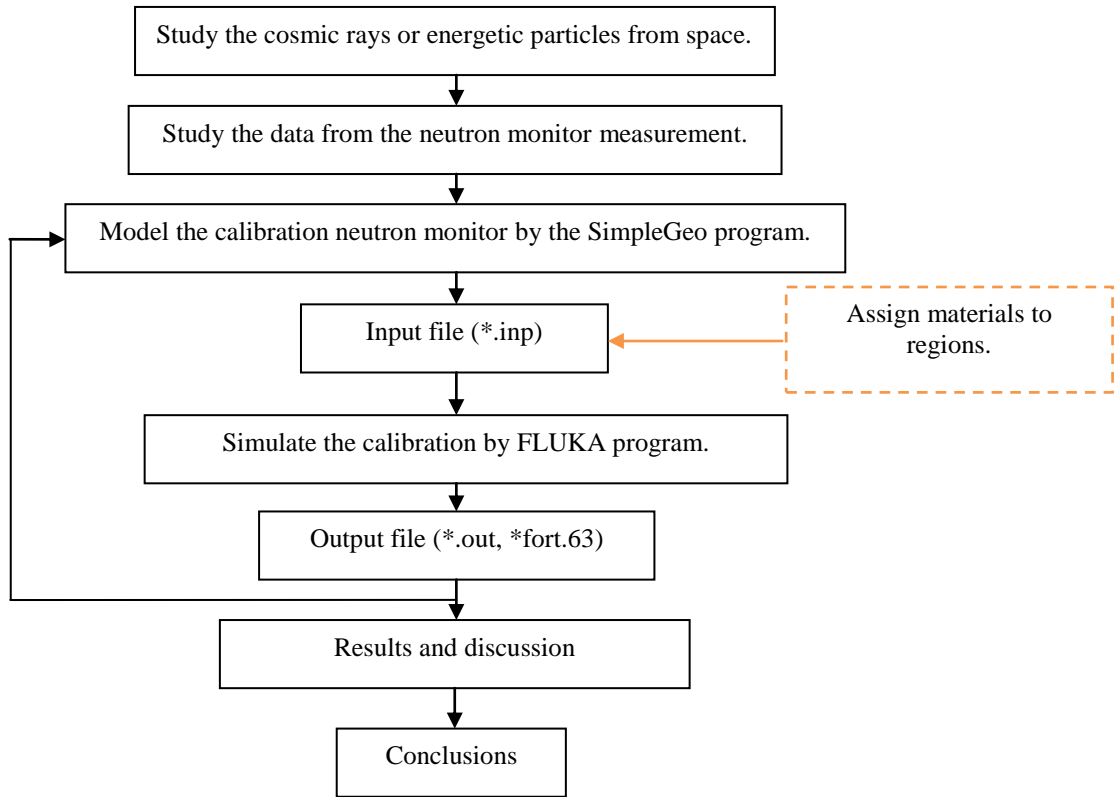 Study the cosmic rays or energetic particles from space.
Study the data from the neutron monitor measurement.
Model the calibration neutron monitor by the SimpleGeo program.
Input file (*.inp)
Assign materials to
regions.
Simulate the calibration by FLUKA program.
Output file (*.out, *fort.63)
Results and discussion
Conclusions